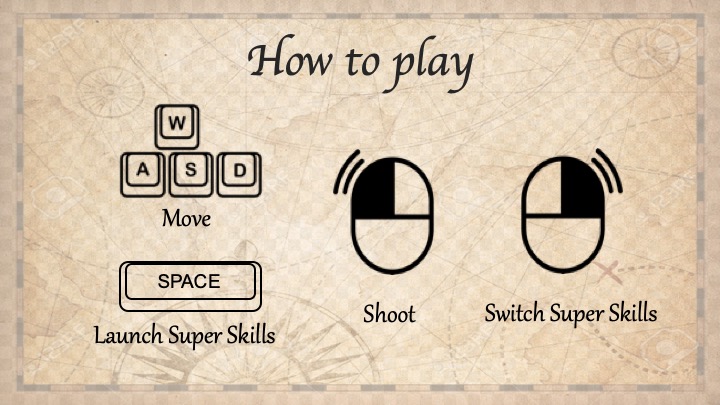 How to play
W
A S D
Move
SPACE
Launch Super Skills
Shoot
Switch Super Skills